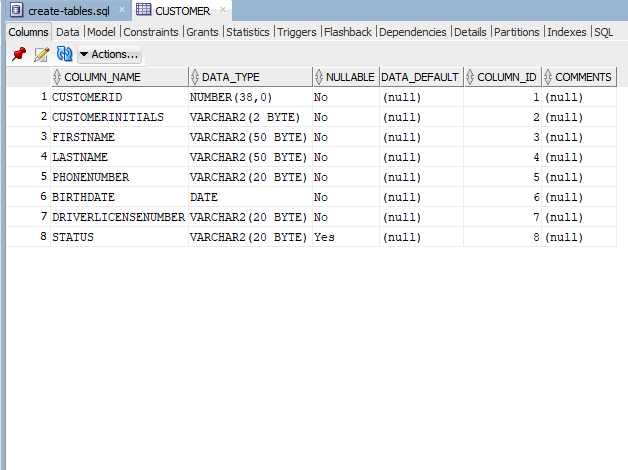 create-tables.sql × CUSTOMER ×
Columns Data Model Constraints Grants Statistics Triggers Flashback Dependencies Details Partitions Indexes SQL
Actions...
COLUMN_NAME DATA_TYPE NULLABLE DATA_DEFAULT COLUMN_ID COMMENTS
1 CUSTOMERID NUMBER(38,0) No (null) 1 (null)
2 CUSTOMERINITIALS VARCHAR2(2 BYTE) No (null) 2 (null)
3 FIRSTNAME VARCHAR2(50 BYTE) No (null) 3 (null)
4 LASTNAME VARCHAR2(50 BYTE) No (null) 4 (null)
5 PHONENUMBER VARCHAR2(20 BYTE) No (null) 5 (null)
6 BIRTHDATE DATE No (null) 6 (null)
7 DRIVERLICENSENUMBER VARCHAR2(20 BYTE) No (null) 7 (null)
8 STATUS VARCHAR2(20 BYTE) Yes (null) 8 (null)